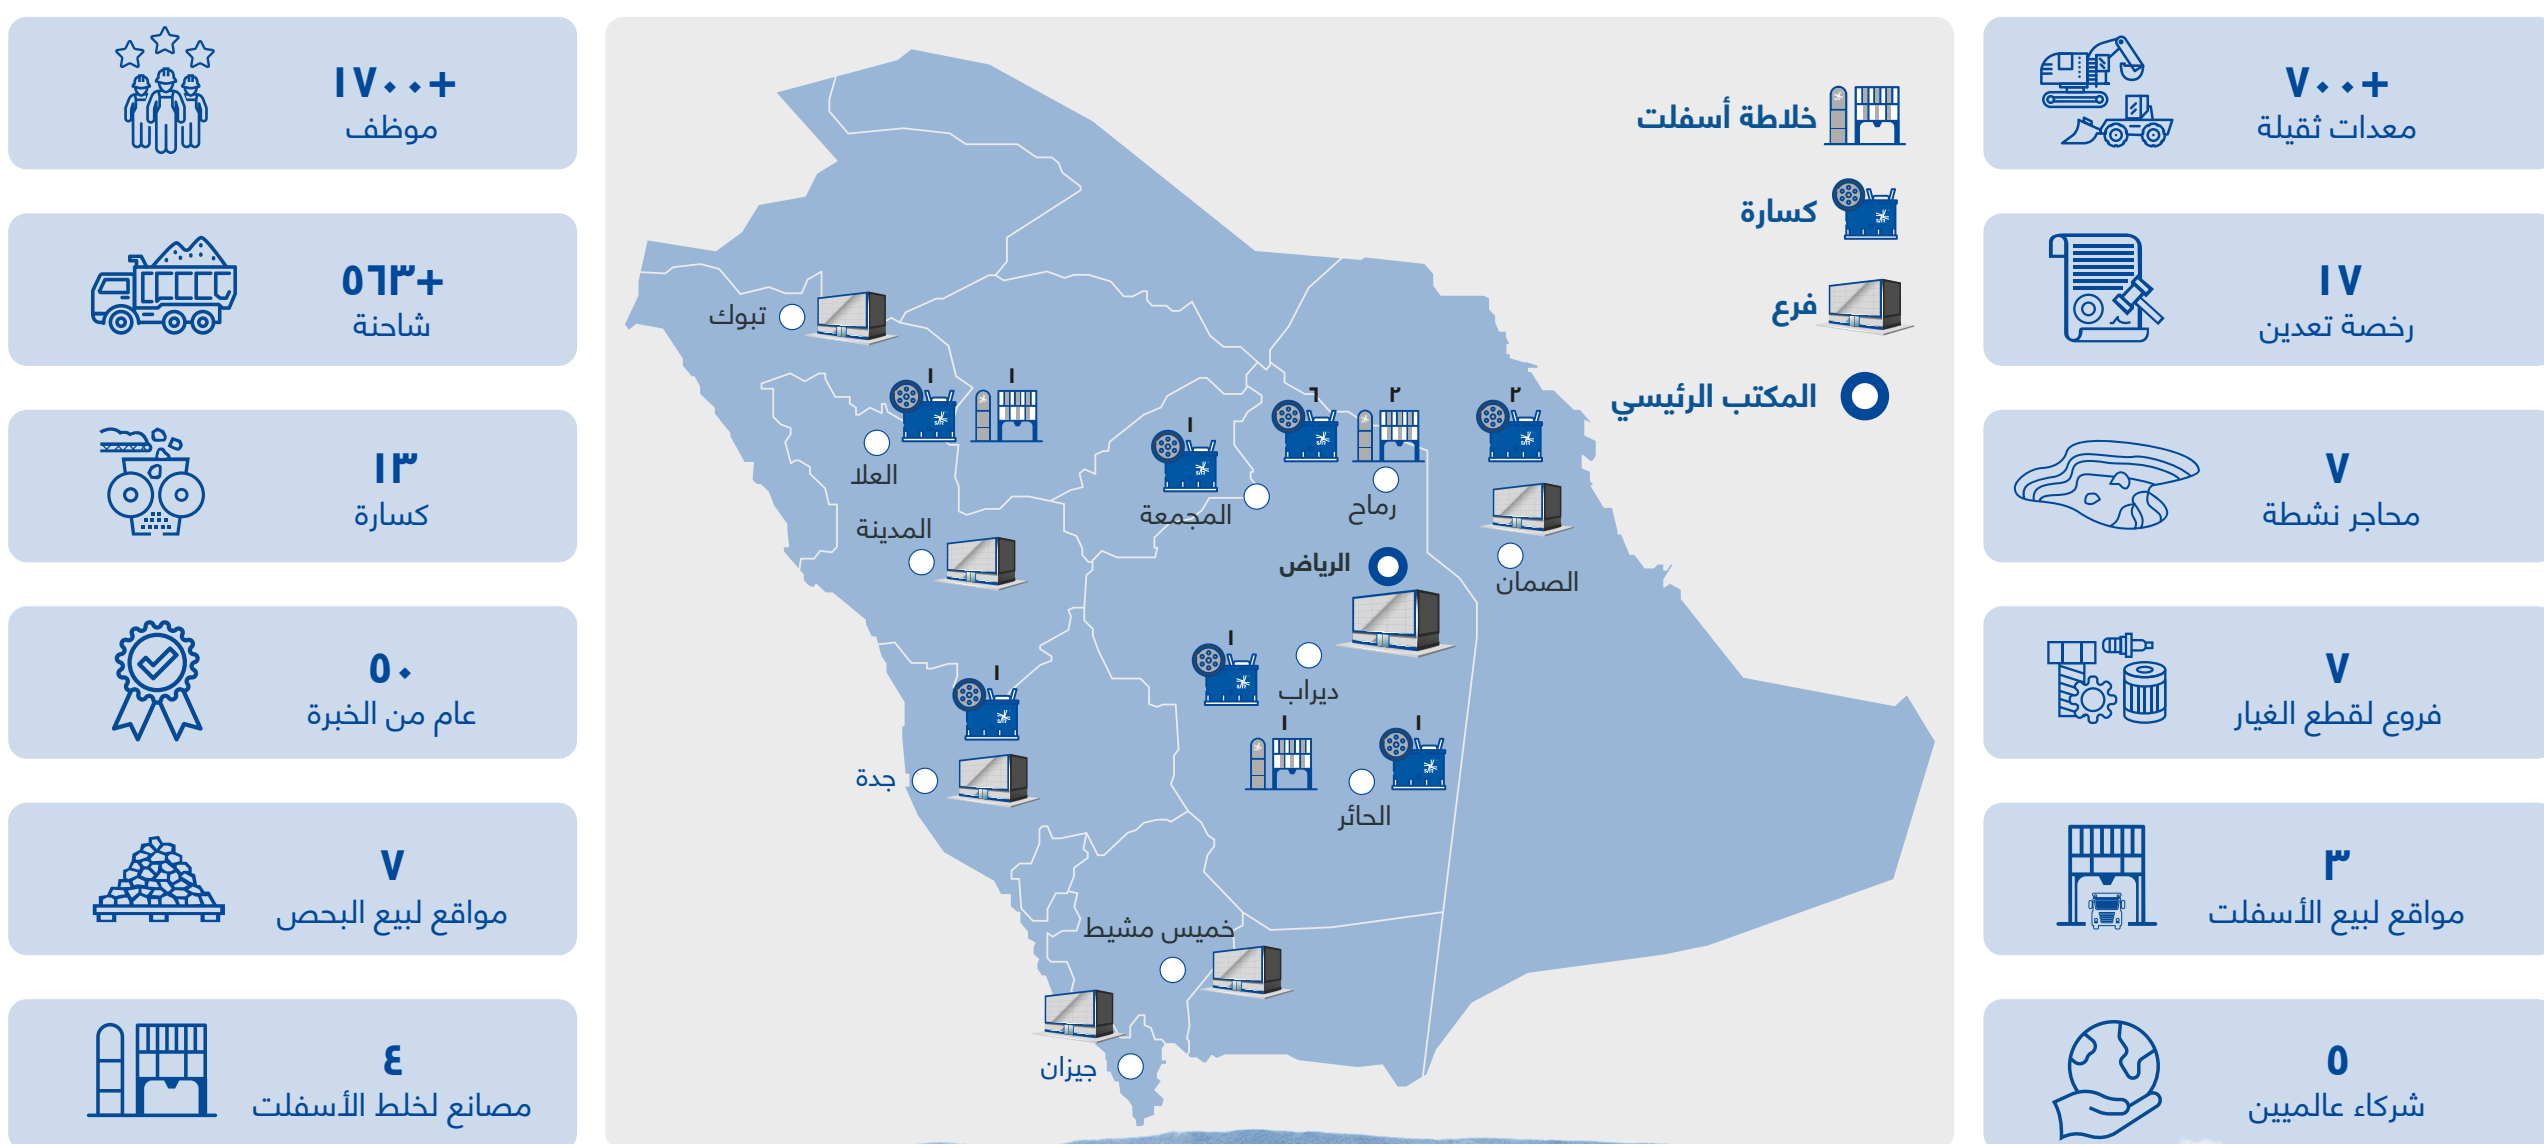 +٧٠٠
معدات ثقيلة
١٧
رخصة تعدين
٧
محاجر نشطة
٧
فروع لقطع الغيار
٣
مواقع لبيع الأسفلت
٥
شركاء عالميين
خلاطة أسفلت
كسارة
فرع
المكتب الرئيسي
تبوك
١
١
العلا
١
المجمعة
٦
٢
رماح
٢
الصمان
المدينة
الرياض
١
ديراب
١
١
الحائر
١
جدة
خميس مشيط
جيزان
+١٧٠٠
موظف
+٥٦٣
شاحنة
١٣
كسارة
٥٠
عام من الخبرة
٧
مواقع لبيع البحص
٤
مصانع لخلط الأسفلت